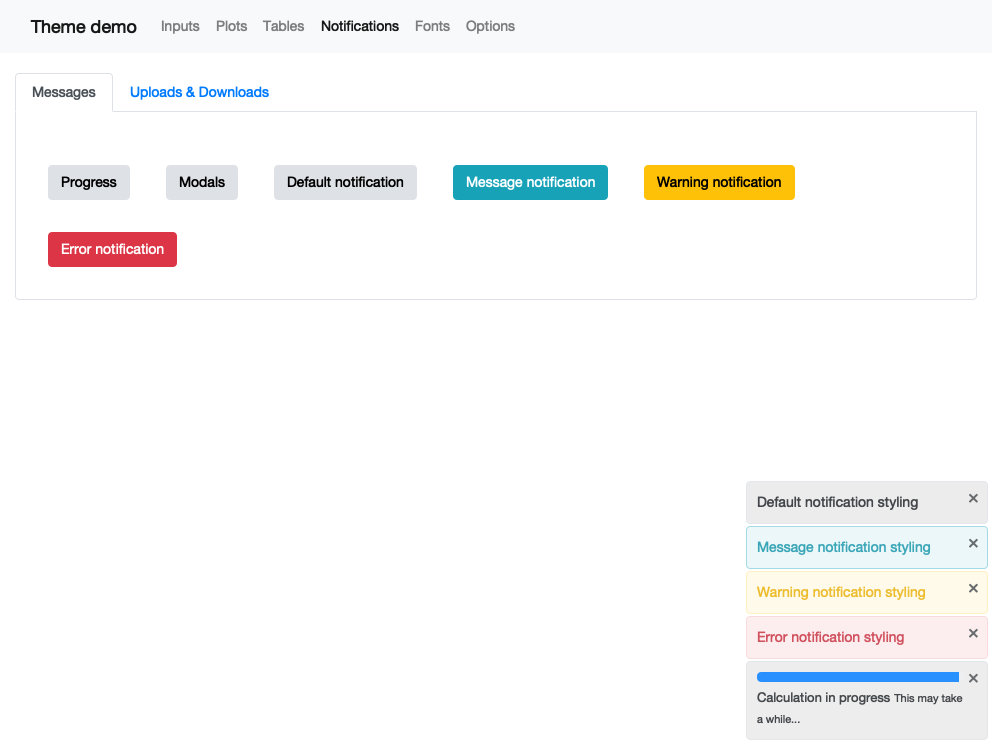 Theme demo Inputs Plots Tables Notifications Fonts Options
Messages Uploads & Downloads
Progress Modals Default notification Message notification Warning notification
Error notification
Default notification styling ×
Message notification styling ×
Warning notification styling ×
Error notification styling ×
×
Calculation in progress This may take
a while...